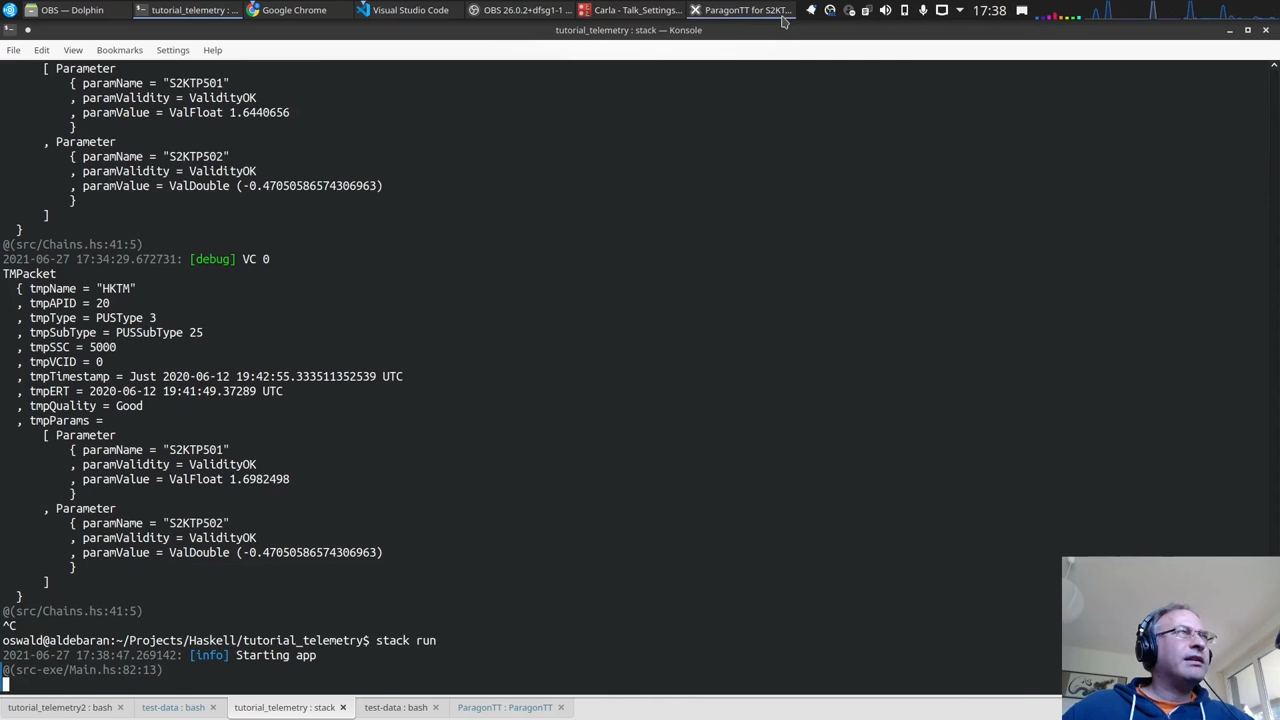 OBS — Dolphin
tutorial_telemetry : ...
Google Chrome
Visual Studio Code
OBS 26.0.2+dfsg1-1 ...
Carla - Talk_Settings...
ParagonTT for S2KT...
17:38
tutorial_telemetry : stack — Konsole
File Edit View Bookmarks Settings Help
[ Parameter
{ paramName = "S2KTP501"
, paramValidity = ValidityOK
, paramValue = ValFloat 1.6440656
}
, Parameter
{ paramName = "S2KTP502"
, paramValidity = ValidityOK
, paramValue = ValDouble (-0.47050586574306963)
}
]
}
@(src/Chains.hs:41:5)
2021-06-27 17:34:29.672731: [debug] VC 0
TMPacket
{ tmpName = "HKTM"
, tmpAPID = 20
, tmpType = PUSType 3
, tmpSubType = PUSSubType 25
, tmpSSC = 5000
, tmpVCID = 0
, tmpTimestamp = Just 2020-06-12 19:42:55.333511352539 UTC
, tmpERT = 2020-06-12 19:41:49.37289 UTC
, tmpQuality = Good
, tmpParams =
[ Parameter
{ paramName = "S2KTP501"
, paramValidity = ValidityOK
, paramValue = ValFloat 1.6982498
}
, Parameter
{ paramName = "S2KTP502"
, paramValidity = ValidityOK
, paramValue = ValDouble (-0.47050586574306963)
}
]
}
@(src/Chains.hs:41:5)
^C
oswald@aldebaran:~/Projects/Haskell/tutorial_telemetry$ stack run
2021-06-27 17:38:47.269142: [info] Starting app
@(src-exe/Main.hs:82:13)
tutorial_telemetry2 : bash
test-data : bash
tutorial_telemetry : stack
test-data : bash
ParagonTT : ParagonTT